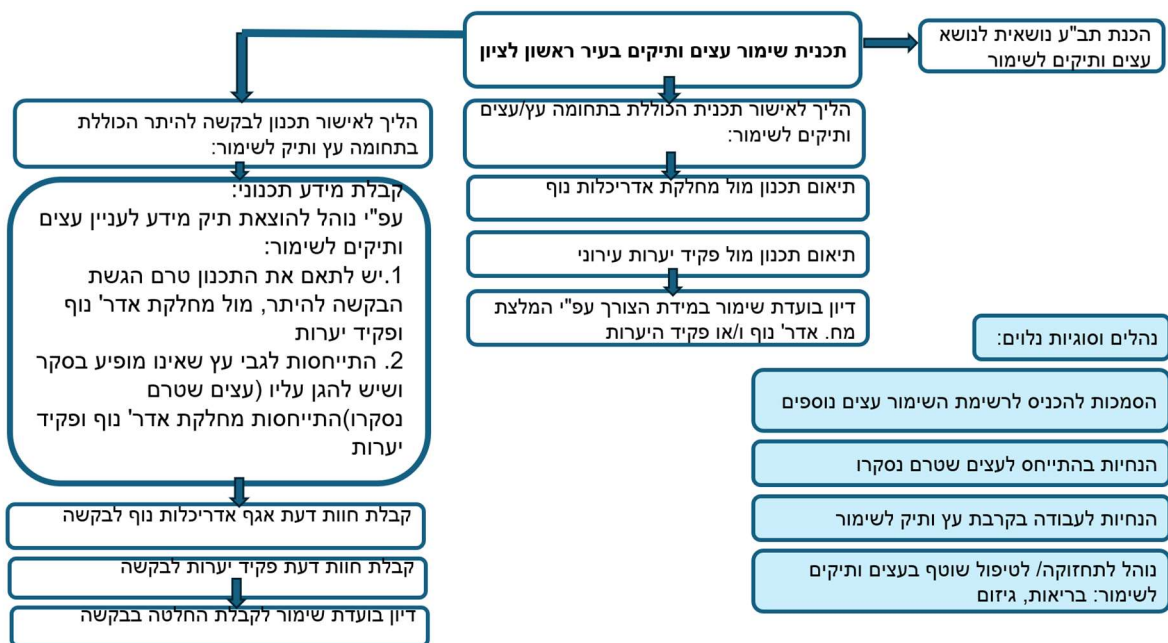 תכנית שימור עצים ותיקים בעיר ראשון לציון
הכנת תב"ע נושאית לנושא
עצים ותיקים לשימור
הליך לאישור תכנית הכוללת בתחומה עץ/עצים
ותיקים לשימור:
תיאום תכנון מול מחלקת אדריכלות נוף
תיאום תכנון מול פקיד יערות עירוני
דיון בועדת שימור במידת הצורך עפ"י המלצת
מח. אדר' נוף ו/או פקיד היערות
הליך לאישור תכנון לבקשה להיתר הכוללת
בתחומה עץ ותיק לשימור:
קבלת מידע תכנוני:
עפ"י נוהל להוצאת תיק מידע לעניין עצים
ותיקים לשימור:
1.יש לתאם את התכנון טרם הגשת
הבקשה להיתר, מול מחלקת אדר' נוף
ופקיד יערות
2. התייחסות לגבי עץ שאינו מופיע בסקר
ושיש להגן עליו (עצים שטרם
נסקרו)התייחסות מחלקת אדר' נוף ופקיד
יערות
קבלת חוות דעת אגף אדריכלות נוף לבקשה
קבלת חוות דעת פקיד יערות לבקשה
דיון בועדת שימור לקבלת החלטה בבקשה
נהלים וסוגיות נלוים:
הסמכות להכניס לרשימת השימור עצים נוספים
הנחיות בהתייחס לעצים שטרם נסקרו
הנחיות לעבודה בקרבת עץ ותיק לשימור
נוהל לתחזוקה/ לטיפול שוטף בעצים ותיקים
לשימור: בריאות, גיזום